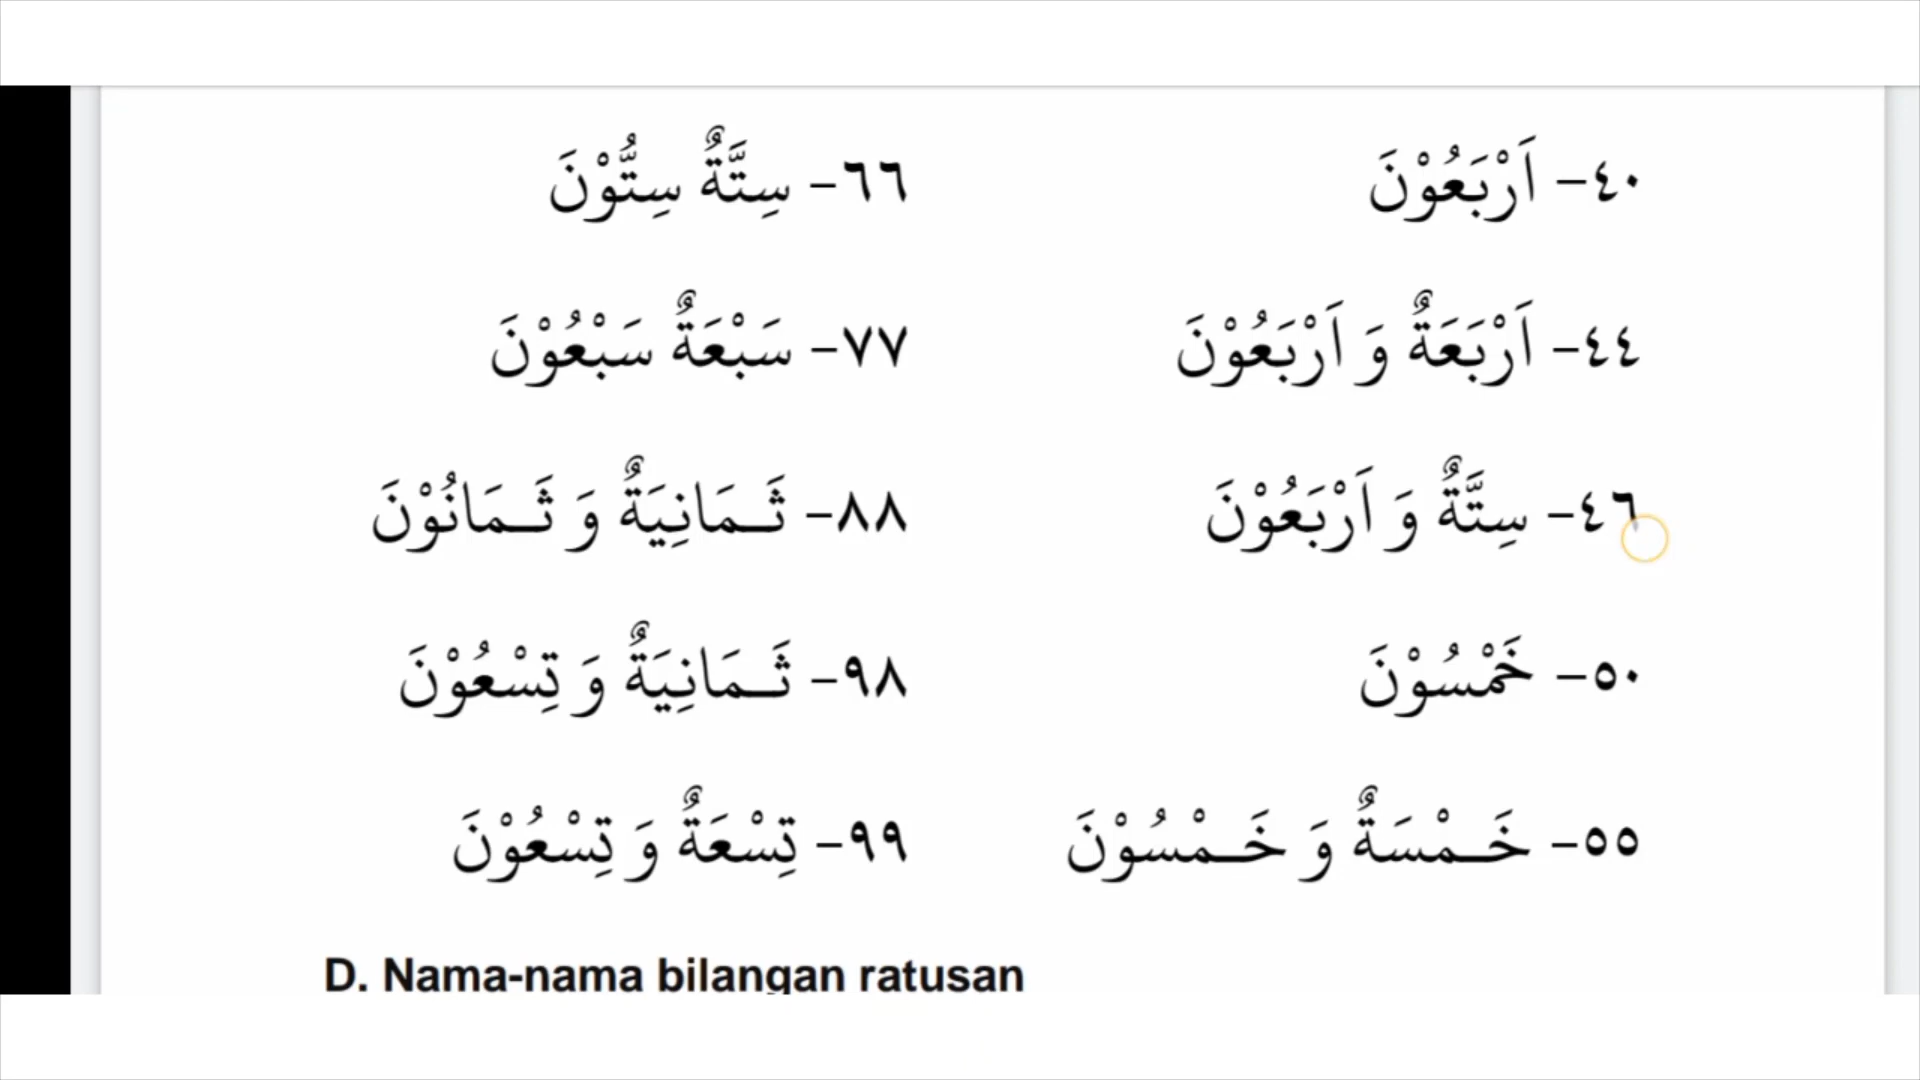 ٤٠- اَرْبَعُوْنَ
٤٤- اَرْبَعَةٌ وَ اَرْبَعُوْنَ
٤٦- سِتَّةٌ وَ اَرْبَعُوْنَ
٥٠- خَمْسُوْنَ
٥٥- خَـمْسَةٌ وَ خَـمْسُوْنَ
٦٦- سِتَّةٌ سِتُّوْنَ
٧٧- سَبْعَةٌ سَبْعُوْنَ
٨٨- ثَـمَانِيَةٌ وَ ثَـمَانُوْنَ
٩٨- ثَـمَانِيَةٌ وَ تِسْعُوْنَ
٩٩- تِسْعَةٌ وَ تِسْعُوْنَ
D. Nama-nama bilangan ratusan